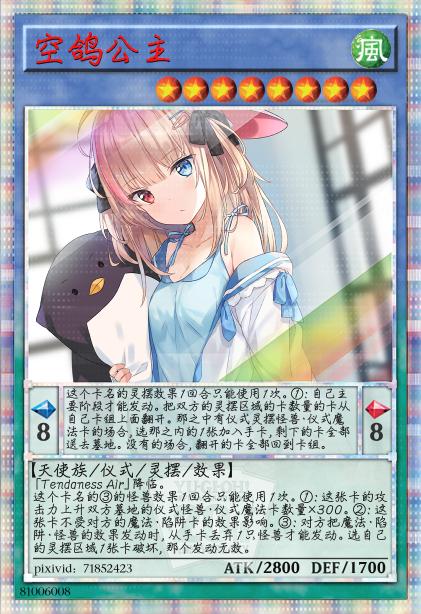 空鸽公主
風
这个卡名的灵摆效果1回合只能使用1次。①：自己主
要阶段才能发动。把双方的灵摆区域的卡数量的卡从
自己卡组上面翻开。那之中有仪式灵摆怪兽·仪式魔
法卡的场合,选那之内的1张加入手卡,剩下的卡全部
送去墓地。没有的场合,翻开的卡全部回到卡组。
8
8
【天使族/仪式/灵摆/效果】
「Tendaness Air」降临。
这个卡名的③的怪兽效果1回合只能使用1次。①：这张卡的攻
击力上升双方墓地的仪式怪兽·仪式魔法卡数量×300。②：这
张卡不受对方的魔法·陷阱卡的效果影响。③：对方把魔法·陷
阱·怪兽的效果发动时,从手卡丢弃1只怪兽才能发动。选自
己的灵摆区域1张卡破坏,那个发动无效。
pixivid: 71852423
ATK/2800 DEF/1700
81006008